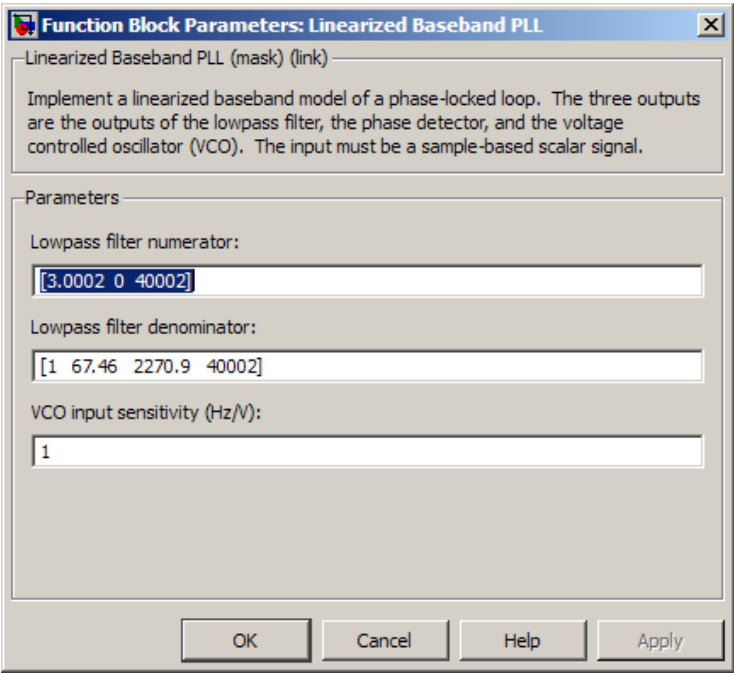 Function Block Parameters: Linearized Baseband PLL
Linearized Baseband PLL (mask) (link)
Implement a linearized baseband model of a phase-locked loop.  The three outputs
are the outputs of the lowpass filter, the phase detector, and the voltage
controlled oscillator (VCO).  The input must be a sample-based scalar signal.
Parameters
Lowpass filter numerator:
[3.0002 0 40002]
Lowpass filter denominator:
[1  67.46  2270.9  40002]
VCO input sensitivity (Hz/V):
1
OK Cancel Help Apply